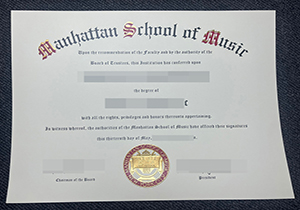 Manhattan School of Music
Upon the recommendation of the Faculty and by the authority of the
Board of Trustees, this Institution has conferred upon
the degree of
with all the rights, privileges and honors thereunto appertaining.
In witness whereof, the authorities of the Manhattan School of Music have affixed their signatures
this thirteenth day of May,
Chairman of the Board
President